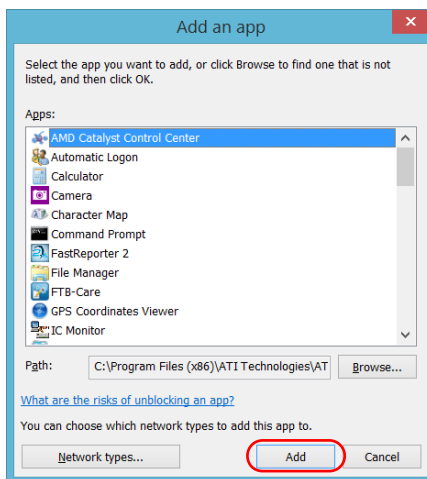 Add an app
Select the app you want to add, or click Browse to find one that is not
listed, and then click OK.
Apps:
AMD Catalyst Control Center
Automatic Logon
Calculator
Camera
Character Map
Command Prompt
FastReporter 2
File Manager
FTB-Care
GPS Coordinates Viewer
IC Monitor
Path: C:\Program Files (x86)\ATI Technologies\AT Browse...
What are the risks of unblocking an app?
You can choose which network types to add this app to.
Network types... Add Cancel